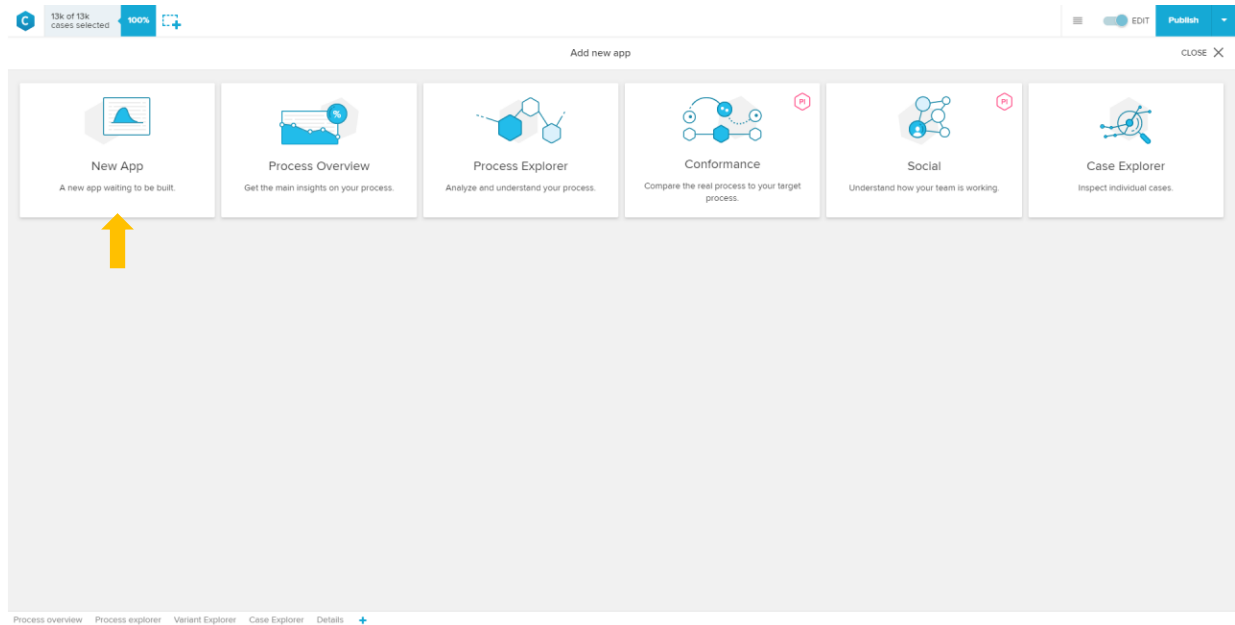 C
13k of 13k
cases selected
100%
EDIT
Publish
Add new app
CLOSE
New App
A new app waiting to be built.
%
Process Overview
Get the main insights on your process.
Process Explorer
Analyze and understand your process.
PI
Conformance
Compare the real process to your target
process.
PI
Social
Understand how your team is working.
Case Explorer
Inspect individual cases.
Process overview Process explorer Variant Explorer Case Explorer Details +